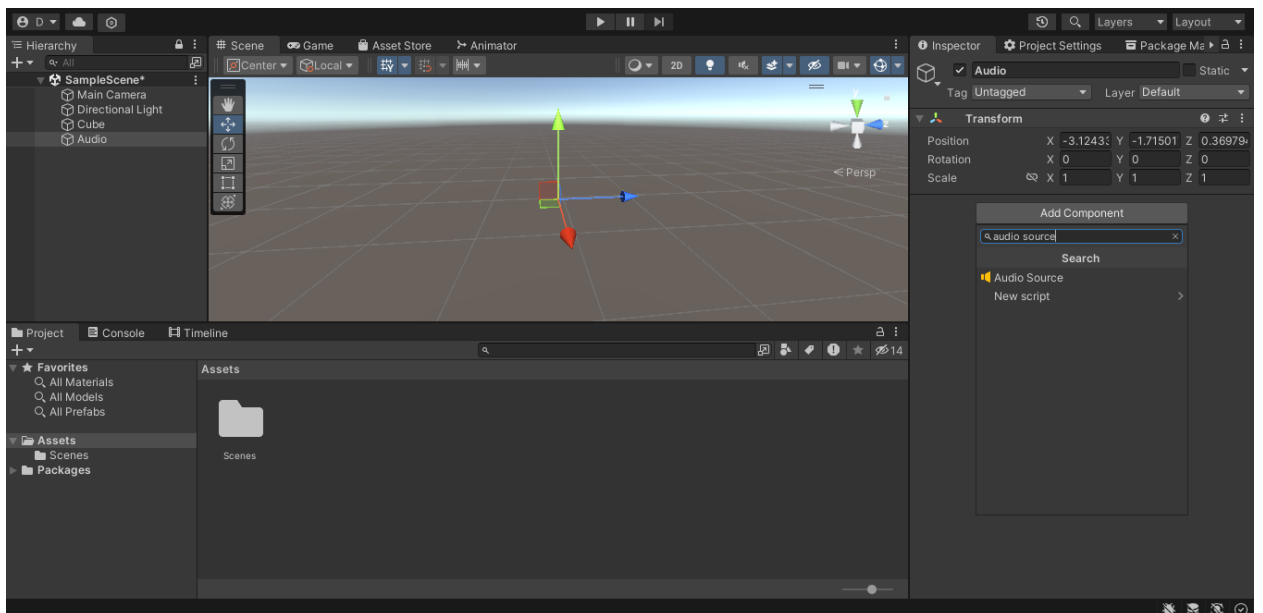 D
Layers Layout
Hierarchy
# Scene Game Asset Store Animator
Inspector Project Settings Package Ma
All
Center Local 2D
SampleScene*
Main Camera
Directional Light
Cube
Audio
y
z
Persp
Audio Static
Tag Untagged Layer Default
Transform
Position X -3.12433 Y -1.71501 Z 0.36979
Rotation X 0 Y 0 Z 0
Scale X 1 Y 1 Z 1
Add Component
audio source
Search
Audio Source
New script
Project Console Timeline
14
Favorites
All Materials
All Models
All Prefabs
Assets
Scenes
Packages
Assets
Scenes